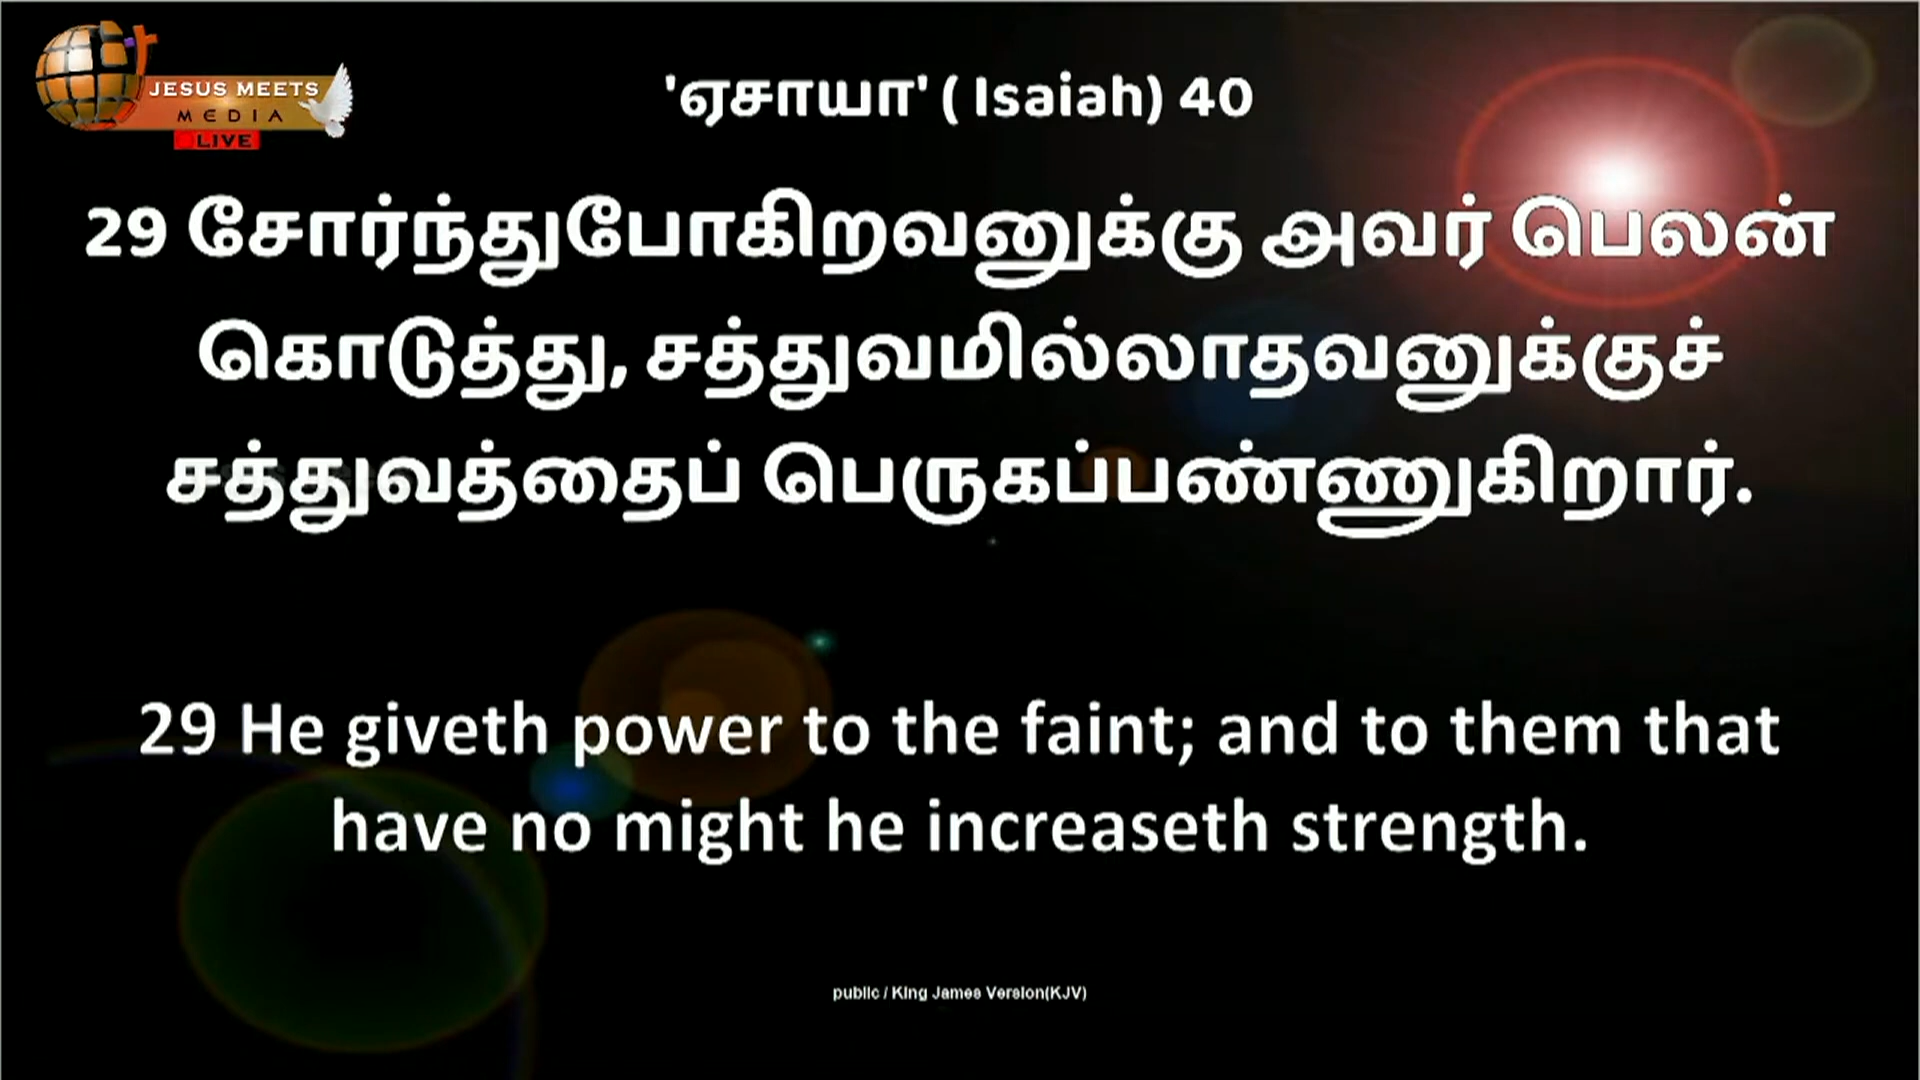 JESUS MEETS
MEDIA
LIVE
'ஏசாயா' ( Isaiah) 40
29 சோர்ந்துபோகிறவனுக்கு அவர் பெலன்
கொடுத்து, சத்துவமில்லாதவனுக்குச்
சத்துவத்தைப் பெருகப்பண்ணுகிறார்.
29 He giveth power to the faint; and to them that
have no might he increaseth strength.
public / King James Version(KJV)